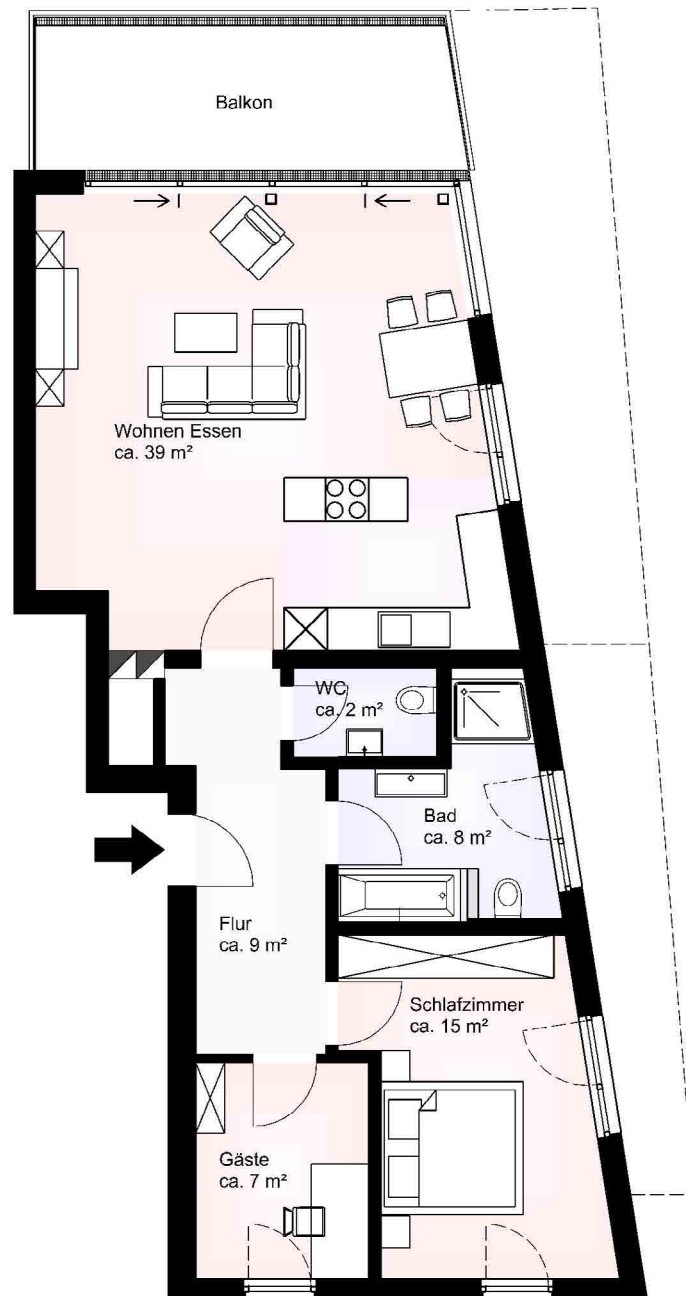 Balkon
Wohnen Essen
ca. 39 m²
WC
ca. 2 m²
Bad
ca. 8 m²
Flur
ca. 9 m²
Schlafzimmer
ca. 15 m²
Gäste
ca. 7 m²